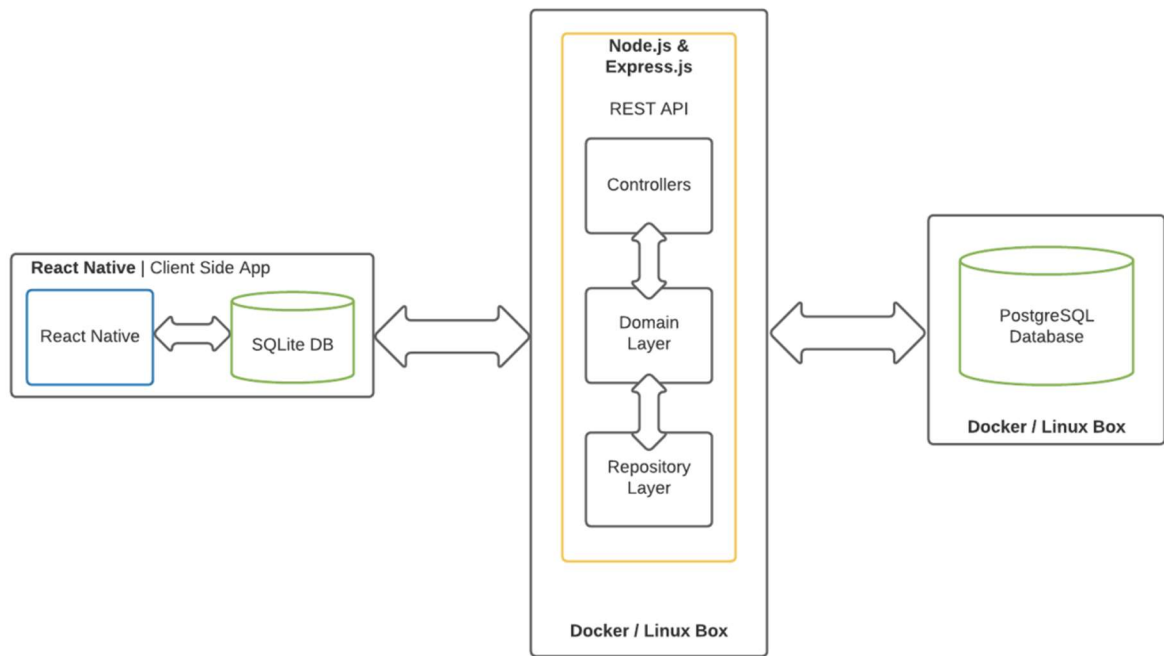 React Native | Client Side App
React Native
SQLite DB
Node.js &
Express.js
REST API
Controllers
Domain
Layer
Repository
Layer
Docker / Linux Box
PostgreSQL
Database
Docker / Linux Box